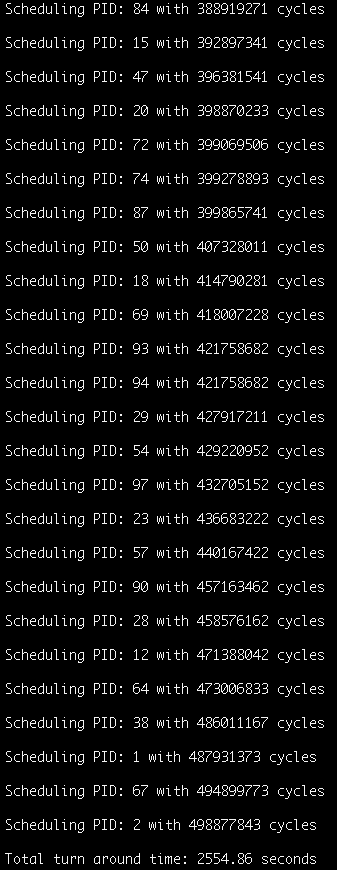 Scheduling PID: 84 with 388919271 cycles
Scheduling PID: 15 with 392897341 cycles
Scheduling PID: 47 with 396381541 cycles
Scheduling PID: 20 with 398870233 cycles
Scheduling PID: 72 with 399069506 cycles
Scheduling PID: 74 with 399278893 cycles
Scheduling PID: 87 with 399865741 cycles
Scheduling PID: 50 with 407328011 cycles
Scheduling PID: 18 with 414790281 cycles
Scheduling PID: 69 with 418007228 cycles
Scheduling PID: 93 with 421758682 cycles
Scheduling PID: 94 with 421758682 cycles
Scheduling PID: 29 with 427917211 cycles
Scheduling PID: 54 with 429220952 cycles
Scheduling PID: 97 with 432705152 cycles
Scheduling PID: 23 with 436683222 cycles
Scheduling PID: 57 with 440167422 cycles
Scheduling PID: 90 with 457163462 cycles
Scheduling PID: 28 with 458576162 cycles
Scheduling PID: 12 with 471388042 cycles
Scheduling PID: 64 with 473006833 cycles
Scheduling PID: 38 with 486011167 cycles
Scheduling PID: 1 with 487931373 cycles
Scheduling PID: 67 with 494899773 cycles
Scheduling PID: 2 with 498877843 cycles
Total turn around time: 2554.86 seconds